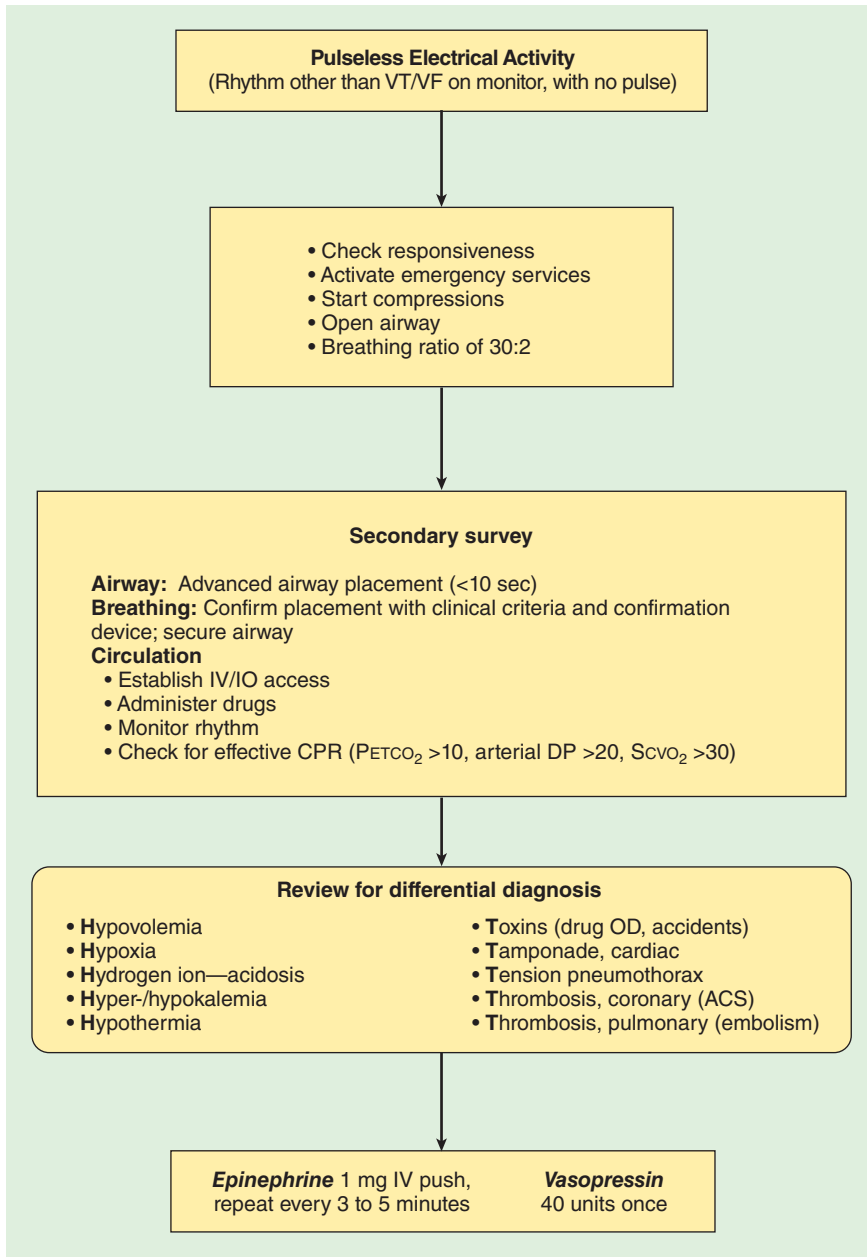 Pulseless Electrical Activity
(Rhythm other than VT/VF on monitor, with no pulse)
• Check responsiveness
• Activate emergency services
• Start compressions
• Open airway
• Breathing ratio of 30:2
Secondary survey
Airway: Advanced airway placement (<10 sec)
Breathing: Confirm placement with clinical criteria and confirmation
device; secure airway
Circulation
• Establish IV/IO access
• Administer drugs
• Monitor rhythm
• Check for effective CPR (PETCO₂ >10, arterial DP >20, SCVO₂ >30)
Review for differential diagnosis
• Hypovolemia
• Hypoxia
• Hydrogen ion—acidosis
• Hyper-/hypokalemia
• Hypothermia
• Toxins (drug OD, accidents)
• Tamponade, cardiac
• Tension pneumothorax
• Thrombosis, coronary (ACS)
• Thrombosis, pulmonary (embolism)
Epinephrine 1 mg IV push,
repeat every 3 to 5 minutes
Vasopressin
40 units once